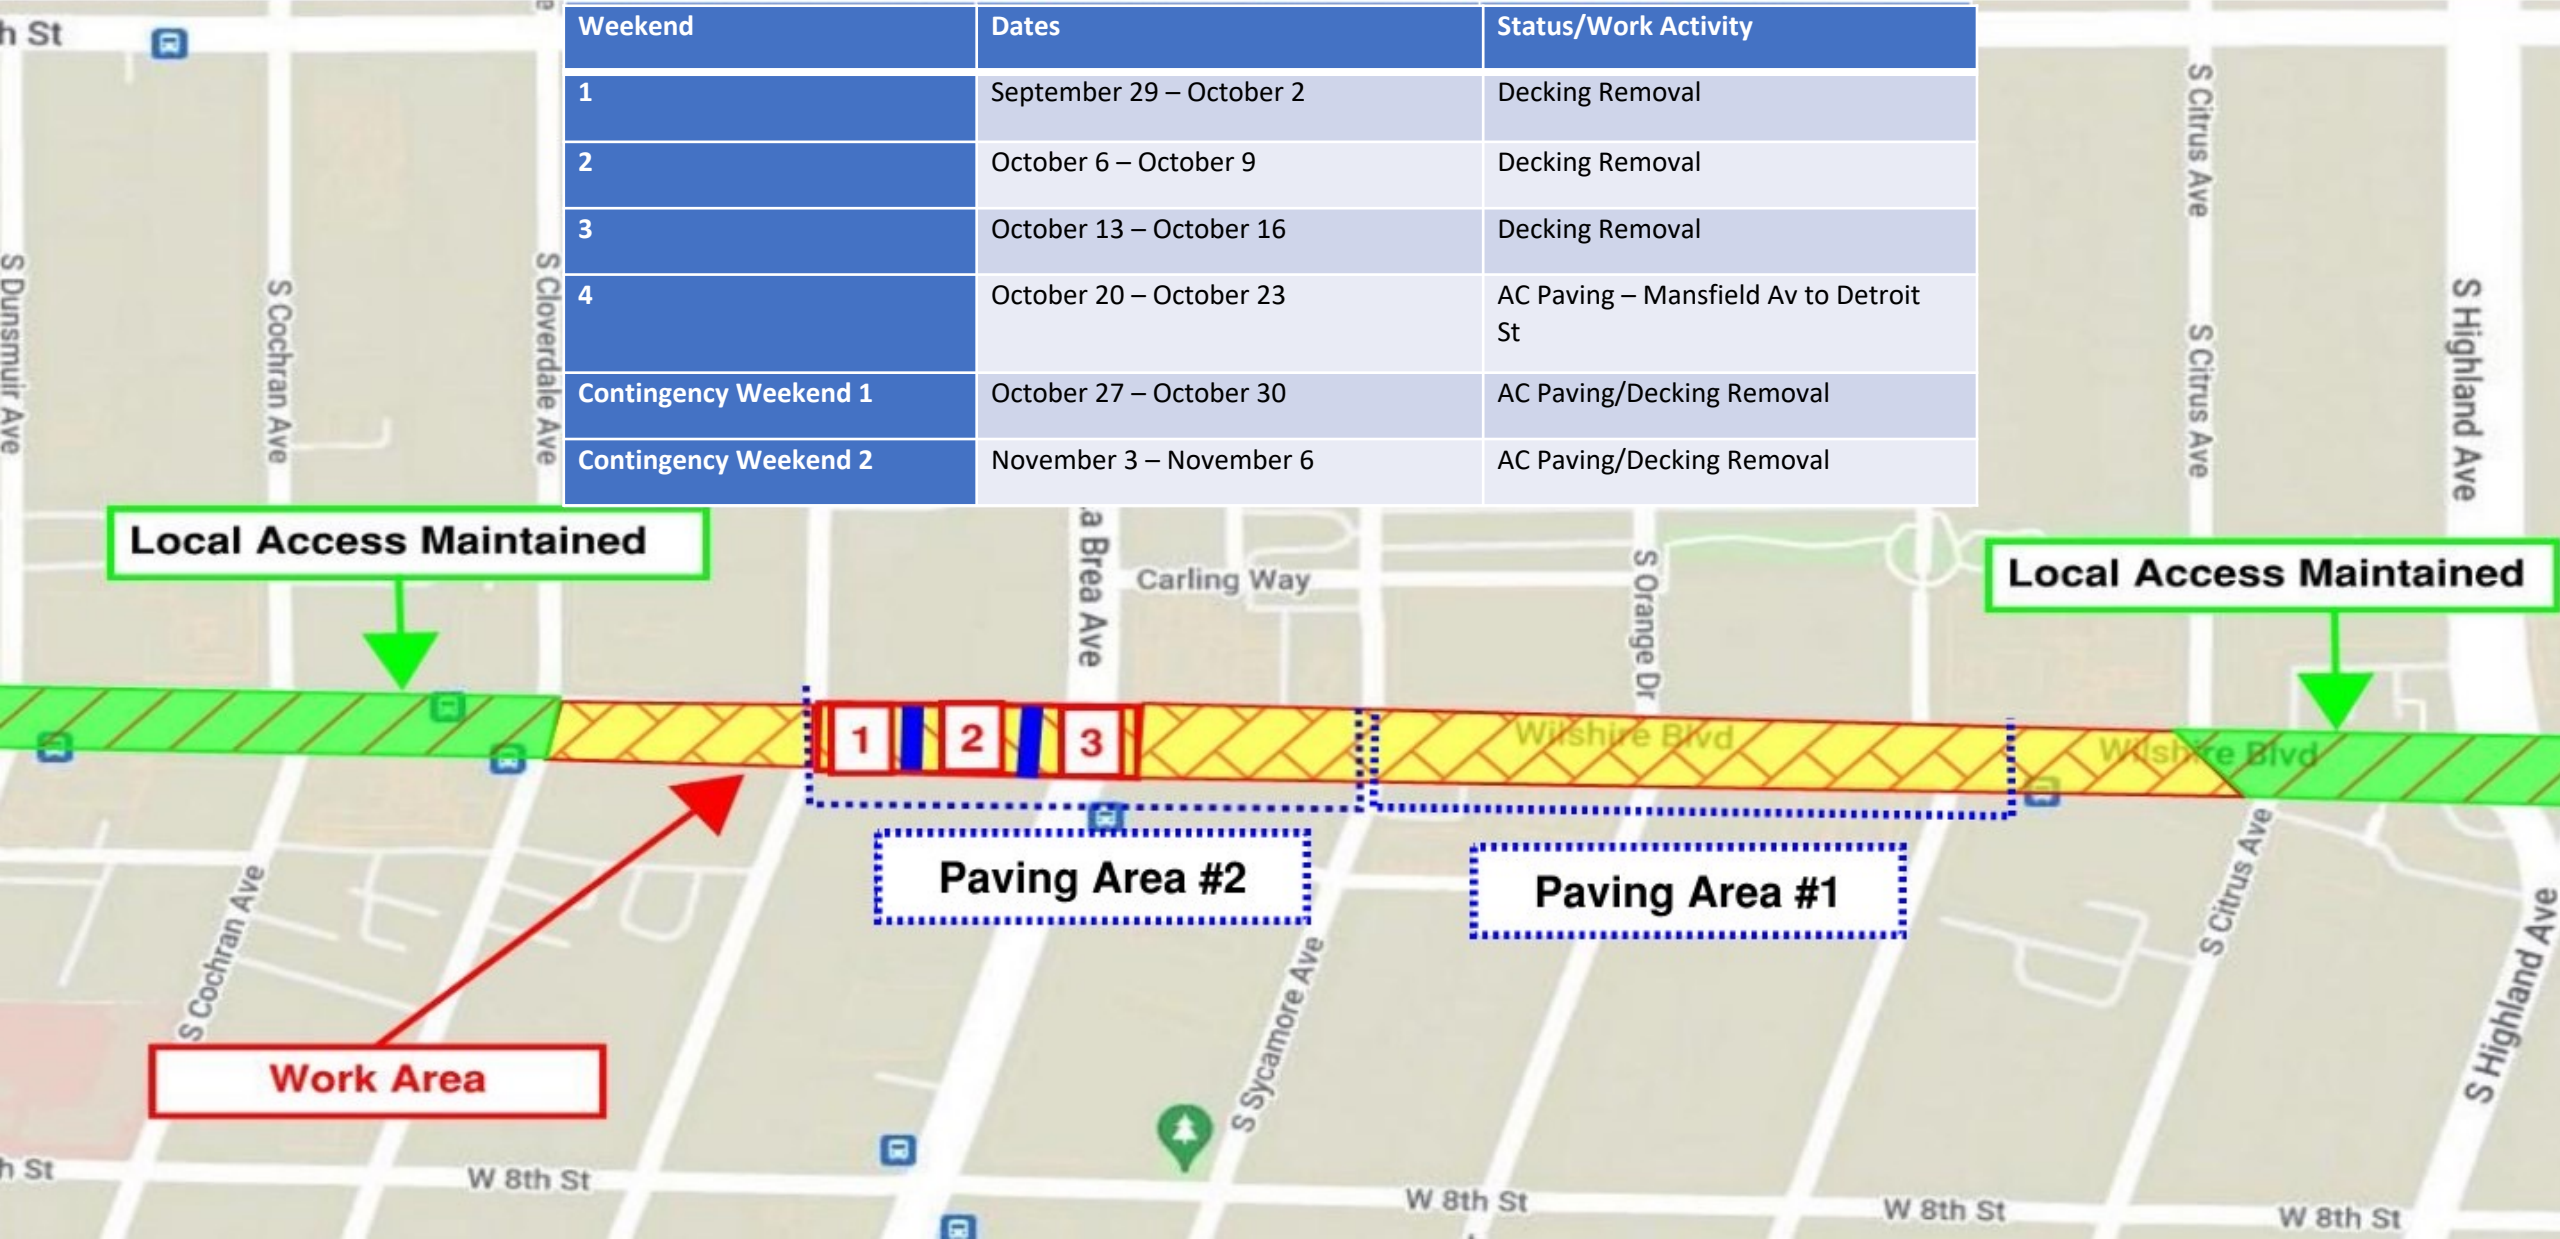 Weekend Dates Status/Work Activity
1 September 29 – October 2 Decking Removal
2 October 6 – October 9 Decking Removal
3 October 13 – October 16 Decking Removal
4 October 20 – October 23 AC Paving – Mansfield Av to Detroit
St
Contingency Weekend 1 October 27 – October 30 AC Paving/Decking Removal
Contingency Weekend 2 November 3 – November 6 AC Paving/Decking Removal
h St
S Citrus Ave
S Dunsmuir Ave
S Cochran Ave
S Cloverdale Ave
S Citrus Ave
S Highland Ave
Local Access Maintained
a Brea Ave
Carling Way
S Orange Dr
Local Access Maintained
1
2
3
Wilshire Blvd
Wilshire Blvd
Paving Area #2
Paving Area #1
S Cochran Ave
S Sycamore Ave
S Citrus Ave
S Highland Ave
Work Area
h St
W 8th St
W 8th St
W 8th St
W 8th St